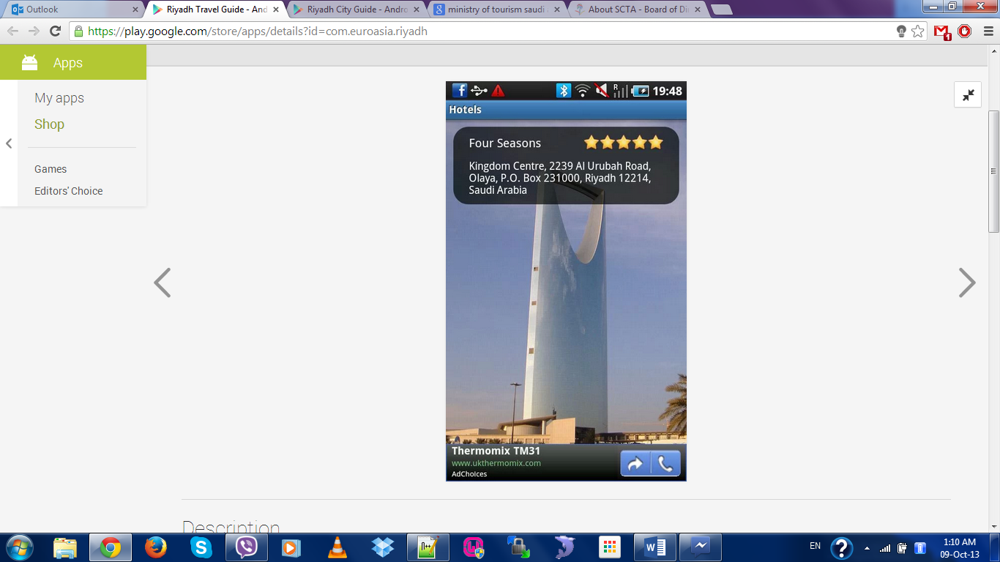 Outlook
Riyadh Travel Guide - And
Riyadh City Guide - Andro
ministry of tourism saudi
About SCTA - Board of Di
https://play.google.com/store/apps/details?id=com.euroasia.riyadh
1
Apps
My apps
Shop
Games
Editors' Choice
R
19:48
Hotels
Four Seasons
Kingdom Centre, 2239 Al Urubah Road,
Olaya, P.O. Box 231000, Riyadh 12214,
Saudi Arabia
Thermomix TM31
www.ukthermomix.com
AdChoices
Description
EN
1:10 AM
09-Oct-13